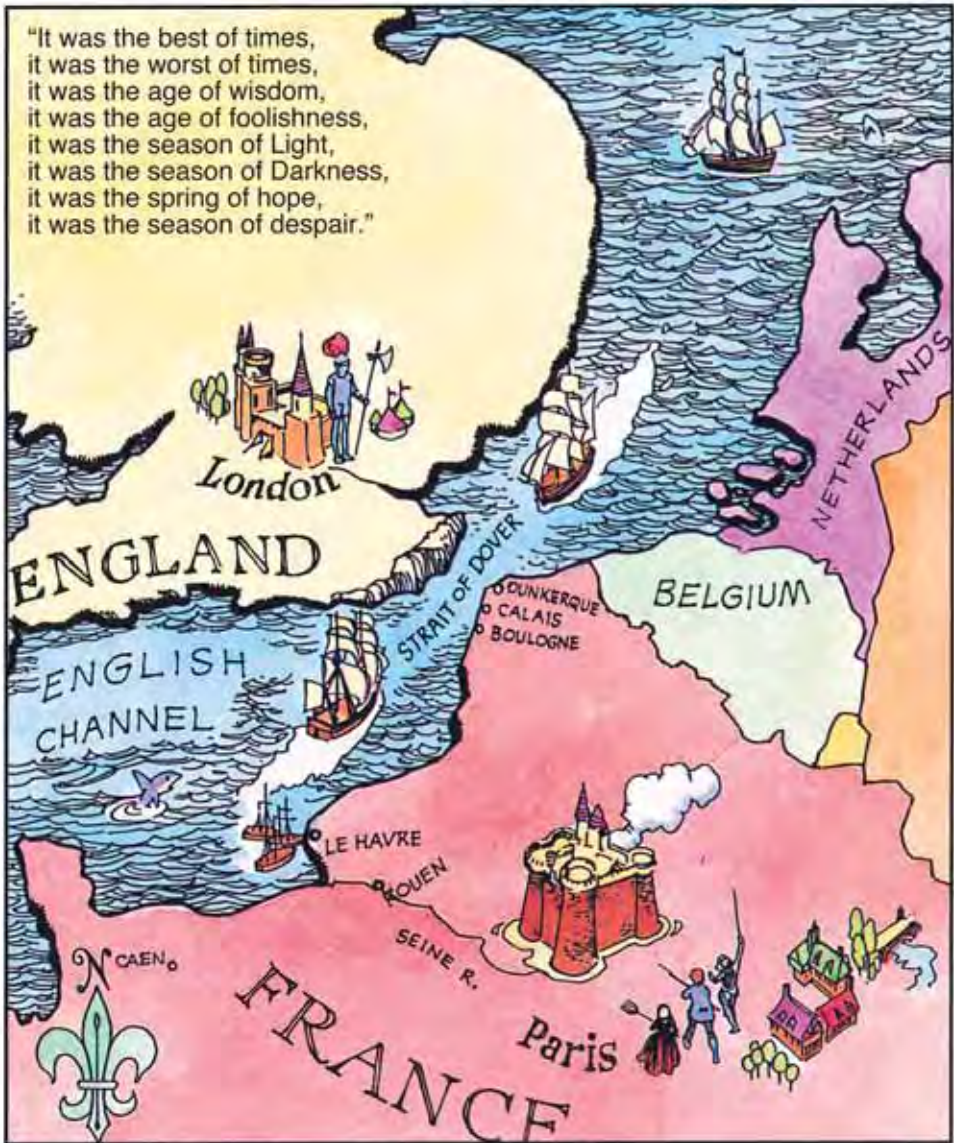 “It was the best of times,
it was the worst of times,
it was the age of wisdom,
it was the age of foolishness,
it was the season of Light,
it was the season of Darkness,
it was the spring of hope,
it was the season of despair.”
London
ENGLAND
STRAIT OF DOVER
NETHERLANDS
BELGIUM
DUNKERQUE
CALAIS
BOULOGNE
ENGLISH
CHANNEL
LE HAVRE
ROUEN
SEINE R.
N
CAEN
FRANCE
Paris